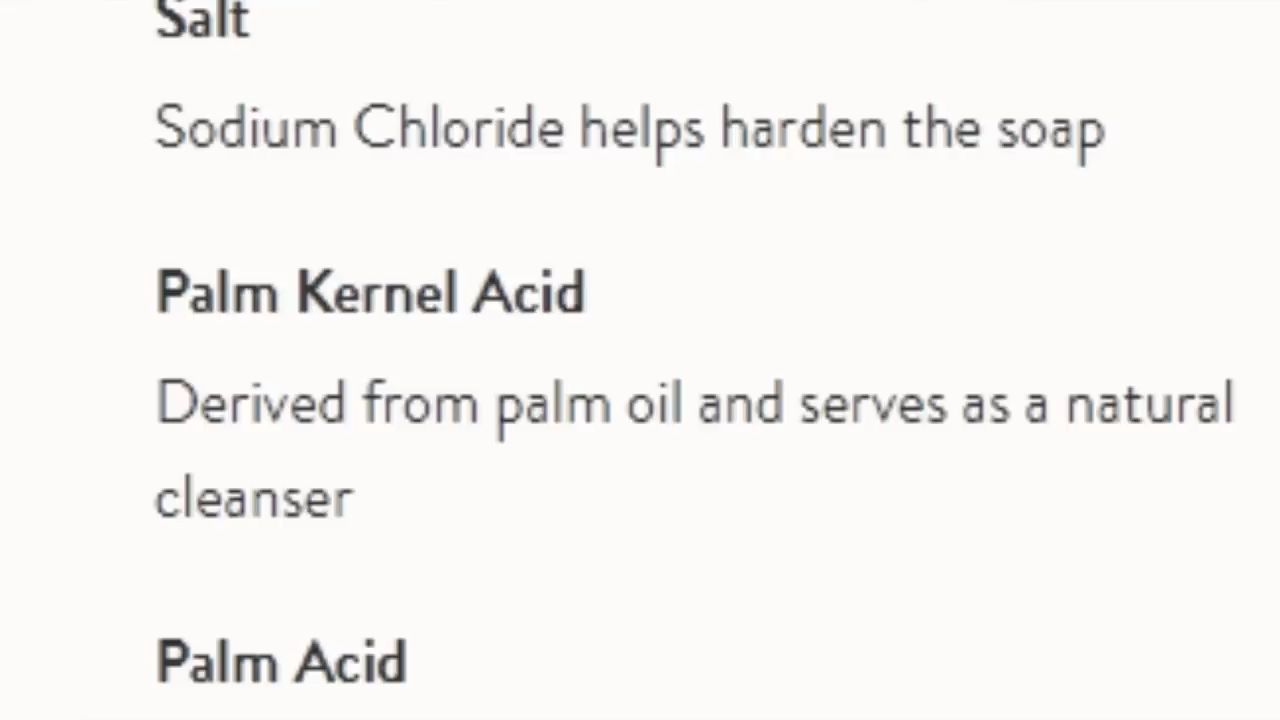 Salt
Sodium Chloride helps harden the soap
Palm Kernel Acid
Derived from palm oil and serves as a natural
cleanser
Palm Acid